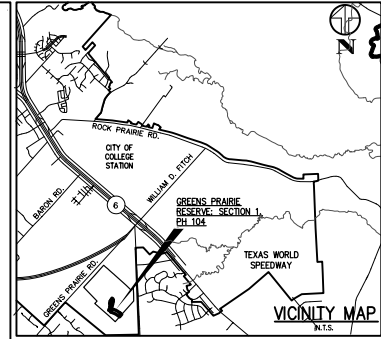 N
ROCK PRAIRIE RD.
CITY OF
COLLEGE
STATION
WILLIAM D. FITCH
BARON RD.
6
GREENS PRAIRIE
RESERVE: SECTION 1,
PH 104
GREENS PRAIRIE RD.
TEXAS WORLD
SPEEDWAY
VICINITY MAP
N.T.S.